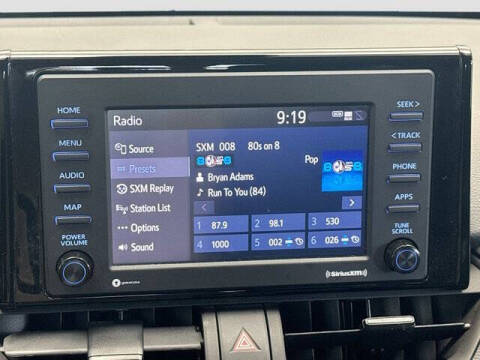 HOME
MENU
AUDIO
MAP
POWER
VOLUME
Radio
9:19
Source
Presets
SXM Replay
Station List
Options
Sound
SXM 008 80s on 8
Pop
Bryan Adams
Run To You (84)
1 87.9
2 98.1
3 530
4 1000
5 002
6 026
SEEK >
< TRACK
PHONE
APPS
TUNE
SCROLL
SiriusXM